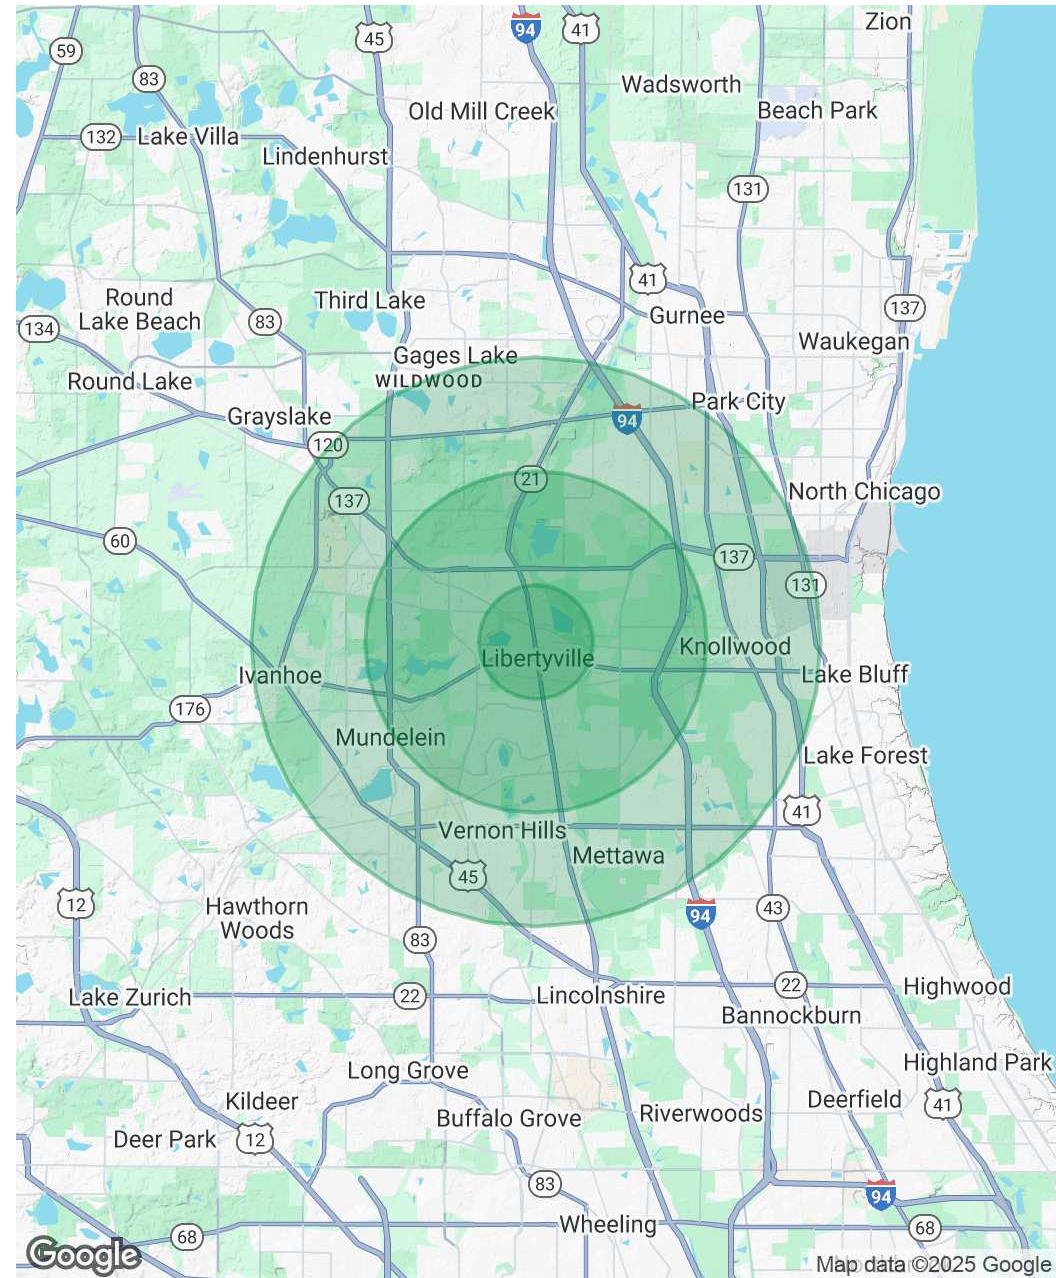 Zion
94
41
45
59
83
Wadsworth
Old Mill Creek
Beach Park
132
Lake Villa
Lindenhurst
131
41
Round
Lake Beach
Third Lake
137
Gurnee
83
134
Waukegan
Gages Lake
WILDWOOD
Round Lake
Park City
Grayslake
94
120
21
North Chicago
137
60
137
131
Knollwood
Libertyville
Ivanhoe
Lake Bluff
176
Mundelein
Lake Forest
41
Vernon Hills
Mettawa
45
12
Hawthorn
Woods
94
43
83
Highwood
22
Lake Zurich
22
Lincolnshire
Bannockburn
Highland Park
Long Grove
Kildeer
Deerfield
41
Riverwoods
Buffalo Grove
Deer Park
12
83
94
Wheeling
68
68
Google
Map data ©2025 Google